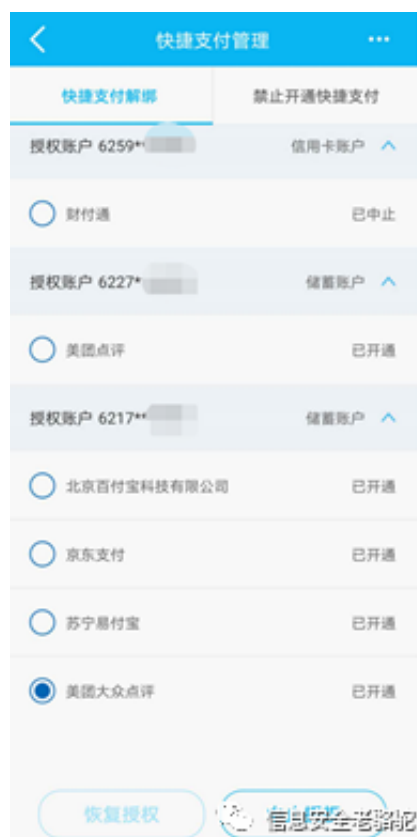 快捷支付管理
快捷支付解绑 禁止开通快捷支付
授权账户 6259** 信用卡账户
财付通 已中止
授权账户 6227* 储蓄账户
美团点评 已开通
授权账户 6217** 储蓄账户
北京百付宝科技有限公司 已开通
京东支付 已开通
苏宁易付宝 已开通
美团大众点评 已开通
恢复授权
信息安全老骆驼